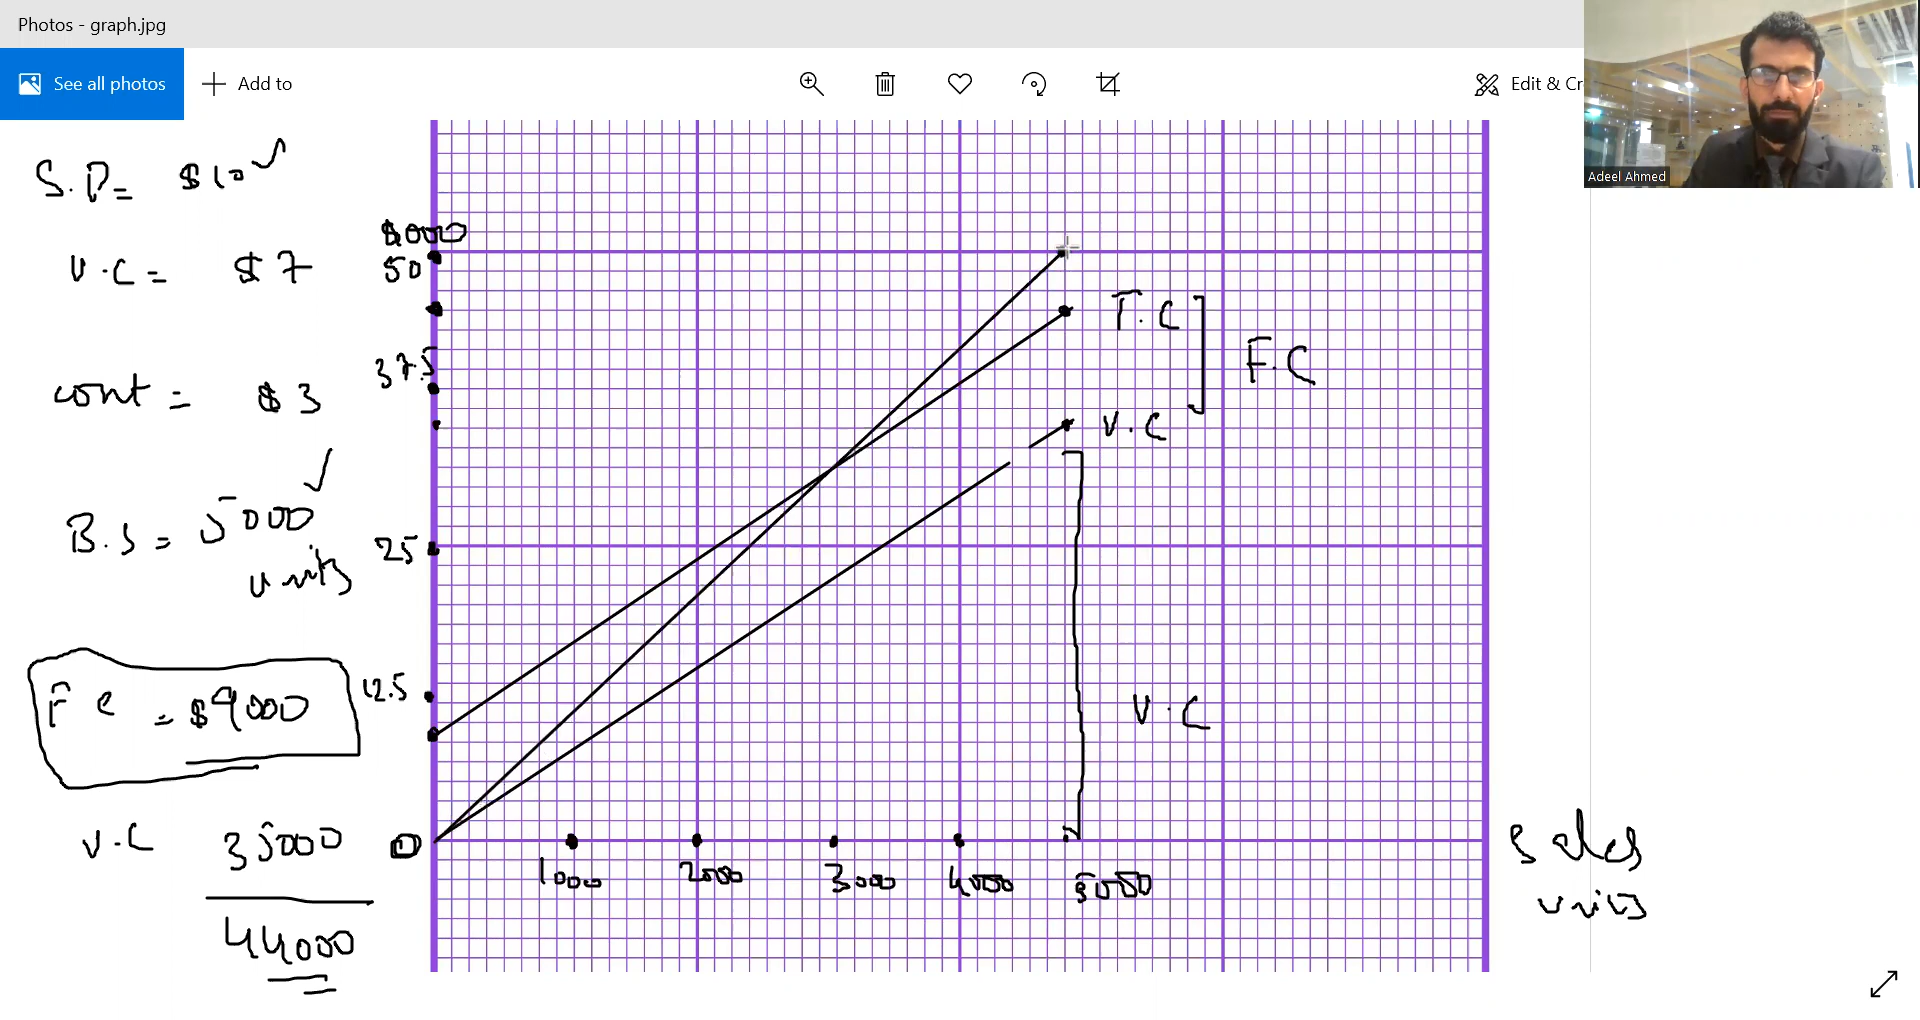 Photos - graph.jpg
See all photos
Add to
Edit & Cr
Adeel Ahmed
S.P= $10
V.C= $7
cont = $3
B.S = 5000
units
F C = $9000
V.C 35000
44000
$000
50
37.5
25
12.5
0
1000 2000 3000 4000 5000
T.C
F.C
V.C
V.C
Sales
units